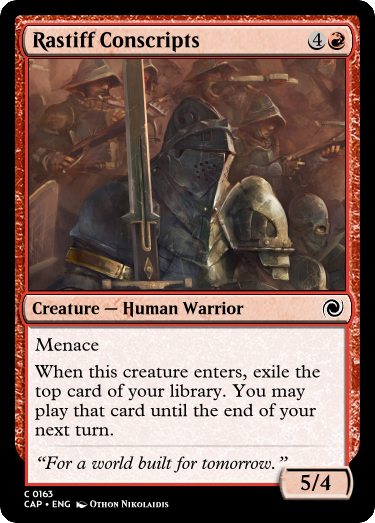 Rastiff Conscripts 4
Creature — Human Warrior
Menace
When this creature enters, exile the
top card of your library. You may
play that card until the end of your
next turn.
“For a world built for tomorrow.”
5/4
C 0163
CAP • ENG Othon Nikolaidis